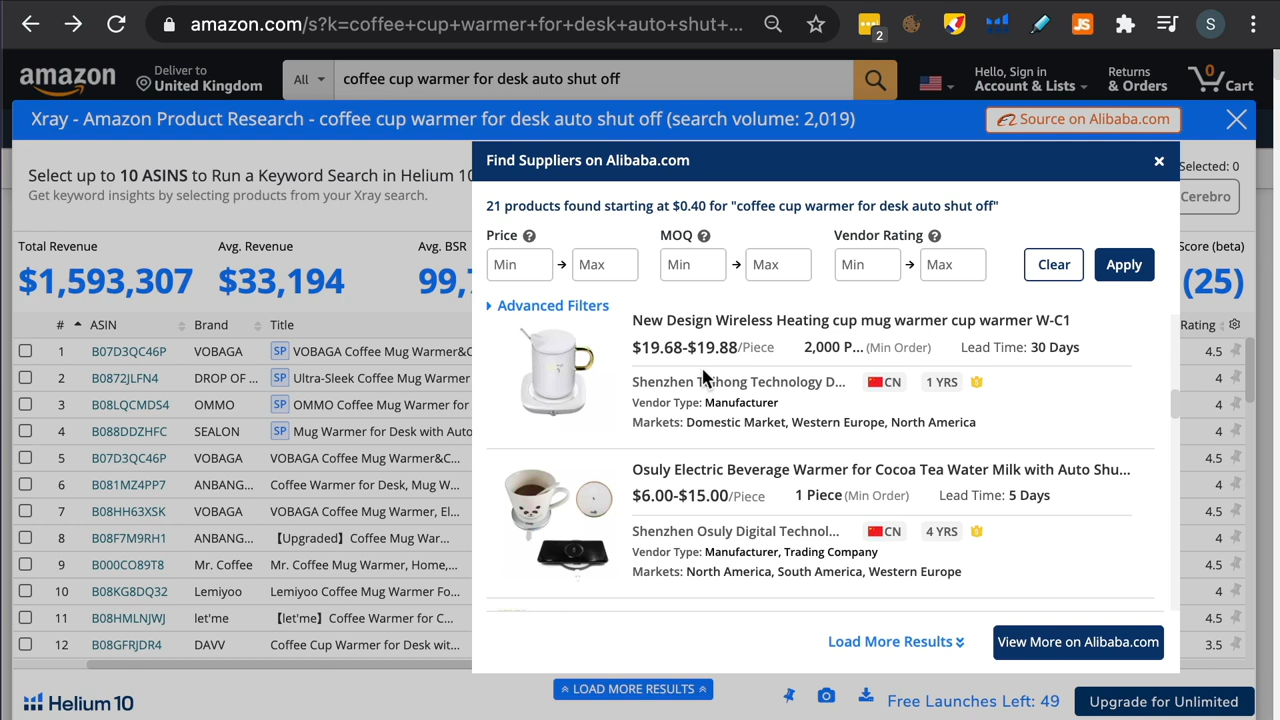 amazon.com/s?k=coffee+cup+warmer+for+desk+auto+shut+...
2
JS
S
amazon
Deliver to
United Kingdom
All
coffee cup warmer for desk auto shut off
Hello, Sign in
Account & Lists
Returns
& Orders
0
Cart
Xray - Amazon Product Research - coffee cup warmer for desk auto shut off (search volume: 2,019)
Source on Alibaba.com
Select up to 10 ASINS to Run a Keyword Search in Helium 10
Get keyword insights by selecting products from your Xray search.
Selected: 0
Cerebro
Total Revenue
Avg. Revenue
Avg. BSR
Score (beta)
$1,593,307
$33,194
99,7
(25)
# ASIN Brand Title
Rating
1 B07D3QC46P VOBAGA SP VOBAGA Coffee Mug Warmer&C 4.5
2 B0872JLFN4 DROP OF ... SP Ultra-Sleek Coffee Mug Warmer 4
3 B08LQCMDS4 OMMO SP OMMO Coffee Mug Warmer for 4
4 B088DDZHFC SEALON SP Mug Warmer for Desk with Auto 4
5 B07D3QC46P VOBAGA VOBAGA Coffee Mug Warmer&C... 4.5
6 B081MZ4PP7 ANBANG... Coffee Warmer for Desk, Mug W... 4
7 B08HH63XSK VOBAGA VOBAGA Coffee Mug Warmer, El... 4.5
8 B08F7M9RH1 ANBANG... 【Upgraded】Coffee Mug War... 4
9 B000CO89T8 Mr. Coffee Mr. Coffee Mug Warmer, Home,... 4.5
10 B08KG8DQ32 Lemiyoo Lemiyoo Coffee Mug Warmer Fo... 4
11 B08HMLNJWJ let'me 【let'me】Coffee Warmer for C... 4.5
12 B08GFRJDR4 DAVV Coffee Cup Warmer for Desk wit... 3.5
Find Suppliers on Alibaba.com
21 products found starting at $0.40 for "coffee cup warmer for desk auto shut off"
Price
MOQ
Vendor Rating
Min Max
Min Max
Min Max
Clear
Apply
Advanced Filters
New Design Wireless Heating cup mug warmer cup warmer W-C1
$19.68-$19.88/Piece 2,000 P... (Min Order) Lead Time: 30 Days
Shenzhen Technology D... CN 1 YRS
Vendor Type: Manufacturer
Markets: Domestic Market, Western Europe, North America
Osuly Electric Beverage Warmer for Cocoa Tea Water Milk with Auto Shu...
$6.00-$15.00/Piece 1 Piece (Min Order) Lead Time: 5 Days
Shenzhen Osuly Digital Technol... CN 4 YRS
Vendor Type: Manufacturer, Trading Company
Markets: North America, South America, Western Europe
Load More Results
View More on Alibaba.com
Helium 10
LOAD MORE RESULTS
Free Launches Left: 49
Upgrade for Unlimited